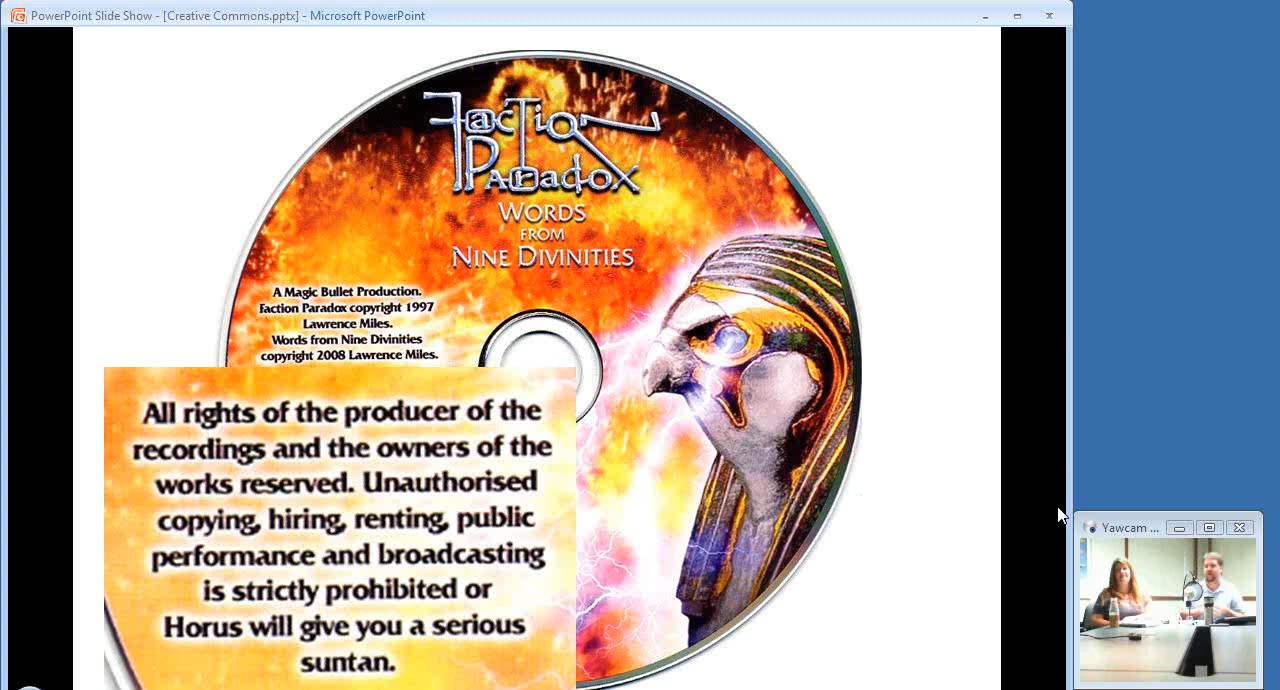 PowerPoint Slide Show - [Creative Commons.pptx] - Microsoft PowerPoint
Faction
Paradox
WORDS
FROM
NINE DIVINITIES
A Magic Bullet Production.
Faction Paradox copyright 1997
Lawrence Miles.
Words from Nine Divinities
copyright 2008 Lawrence Miles.
All rights of the producer of the
recordings and the owners of the
works reserved. Unauthorised
copying, hiring, renting, public
performance and broadcasting
is strictly prohibited or
Horus will give you a serious
suntan.
Yawcam ...